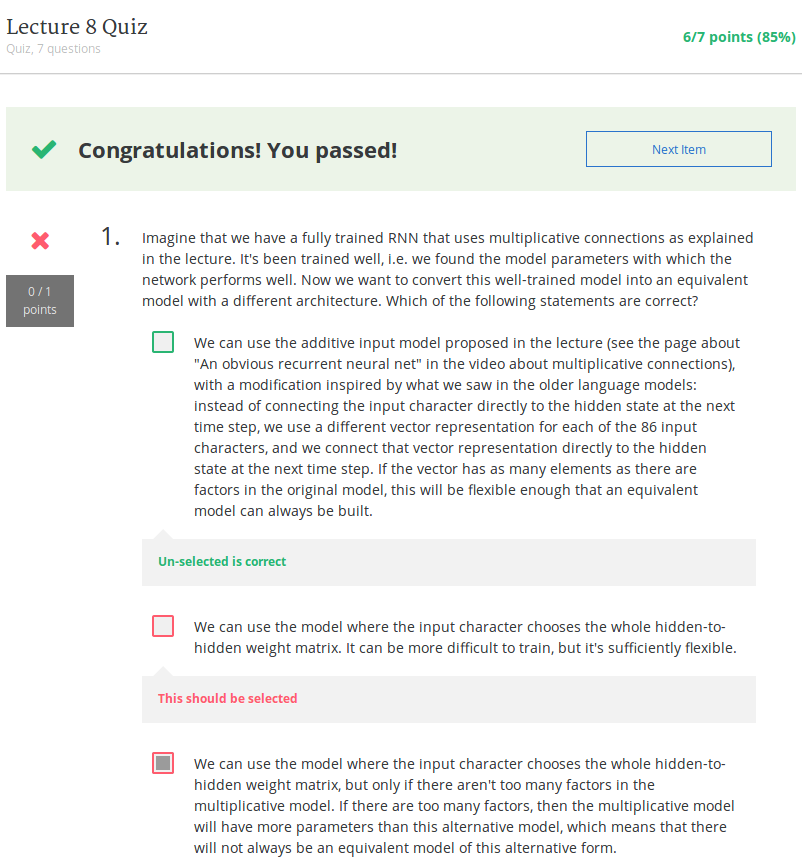 Lecture 8 Quiz
Quiz, 7 questions
6/7 points (85%)
Congratulations! You passed!
Next Item
0 / 1
points
1.
Imagine that we have a fully trained RNN that uses multiplicative connections as explained
in the lecture. It's been trained well, i.e. we found the model parameters with which the
network performs well. Now we want to convert this well-trained model into an equivalent
model with a different architecture. Which of the following statements are correct?
We can use the additive input model proposed in the lecture (see the page about
"An obvious recurrent neural net" in the video about multiplicative connections),
with a modification inspired by what we saw in the older language models:
instead of connecting the input character directly to the hidden state at the next
time step, we use a different vector representation for each of the 86 input
characters, and we connect that vector representation directly to the hidden
state at the next time step. If the vector has as many elements as there are
factors in the original model, this will be flexible enough that an equivalent
model can always be built.
Un-selected is correct
We can use the model where the input character chooses the whole hidden-to-
hidden weight matrix. It can be more difficult to train, but it's sufficiently flexible.
This should be selected
We can use the model where the input character chooses the whole hidden-to-
hidden weight matrix, but only if there aren't too many factors in the
multiplicative model. If there are too many factors, then the multiplicative model
will have more parameters than this alternative model, which means that there
will not always be an equivalent model of this alternative form.